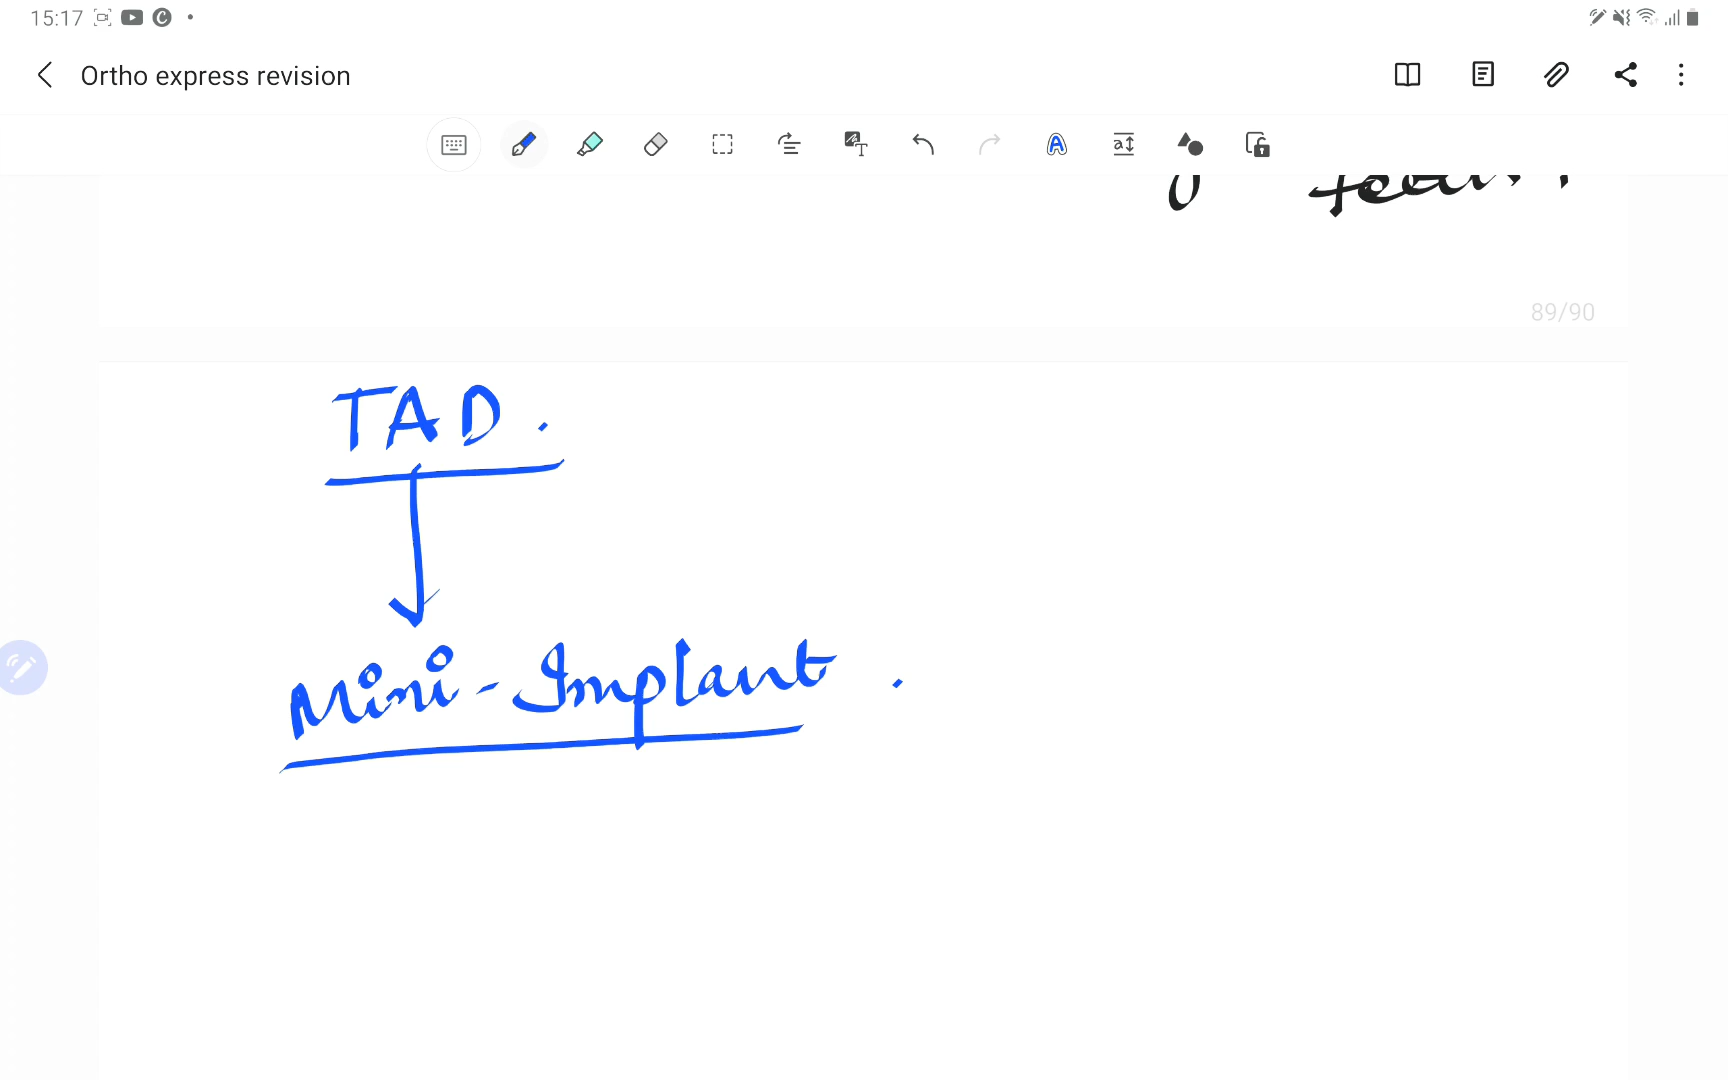 15:17
Ortho express revision
89/90
TAD.
Mini-Implant.